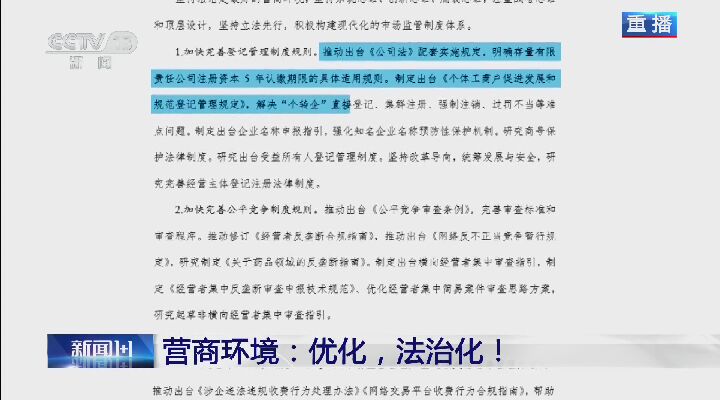 和顶层设计，坚持立法先行，积极构建现代化的市场监管制度体系。
CCTV 13
新闻
重播
1.加快完善登记管理制度规则。推动出台《公司法》配套实施规定，明确存量有限
责任公司注册资本 5 年认缴期限的具体适用规则。制定出台《个体工商户促进发展和
规范登记管理规定》，解决“个转企”直接登记、集群注册、强制注销、过罚不当等难
点问题。制定出台企业名称申报指引，强化知名企业名称预防性保护机制。研究商号保
护法律制度。研究出台受益所有人登记管理制度。坚持改革导向，统筹发展与安全，研
究完善经营主体登记注册法律制度。
2.加快完善公平竞争制度规则。推动出台《公平竞争审查条例》，完善审查标准和
审查程序。推动修订《经营者反垄断合规指南》，推动出台《网络反不正当竞争暂行规
定》，研究制定《关于药品领域的反垄断指南》。制定出台横向经营者集中审查指引，制
定《经营者集中反垄断审查申报技术规范》、优化经营者集中简易案件审查思路方案，
研究起草非横向经营者集中审查指引。
新闻1+1
营商环境：优化，法治化！
推动出台《涉企违法违规收费行为处理办法》《网络交易平台收费行为合规指南》，帮助